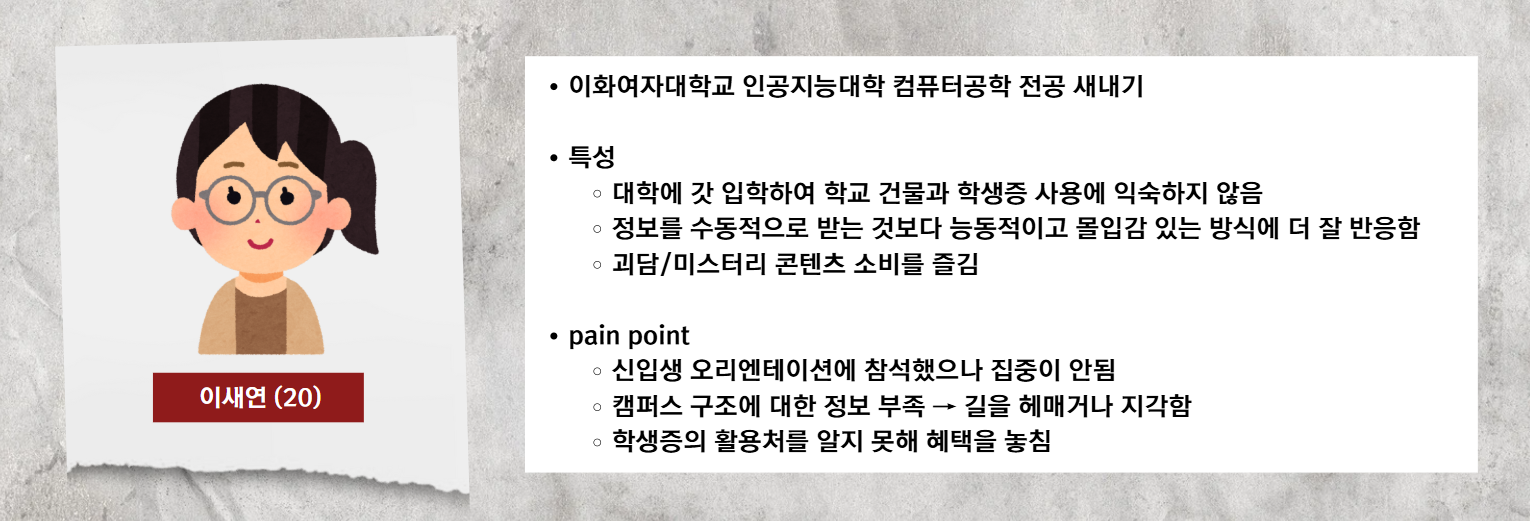 이새연 (20)
• 이화여자대학교 인공지능대학 컴퓨터공학 전공 새내기
• 특성
◦ 대학에 갓 입학하여 학교 건물과 학생증 사용에 익숙하지 않음
◦ 정보를 수동적으로 받는 것보다 능동적이고 몰입감 있는 방식에 더 잘 반응함
◦ 괴담/미스터리 콘텐츠 소비를 즐김
• pain point
◦ 신입생 오리엔테이션에 참석했으나 집중이 안됨
◦ 캠퍼스 구조에 대한 정보 부족 → 길을 헤매거나 지각함
◦ 학생증의 활용처를 알지 못해 혜택을 놓침